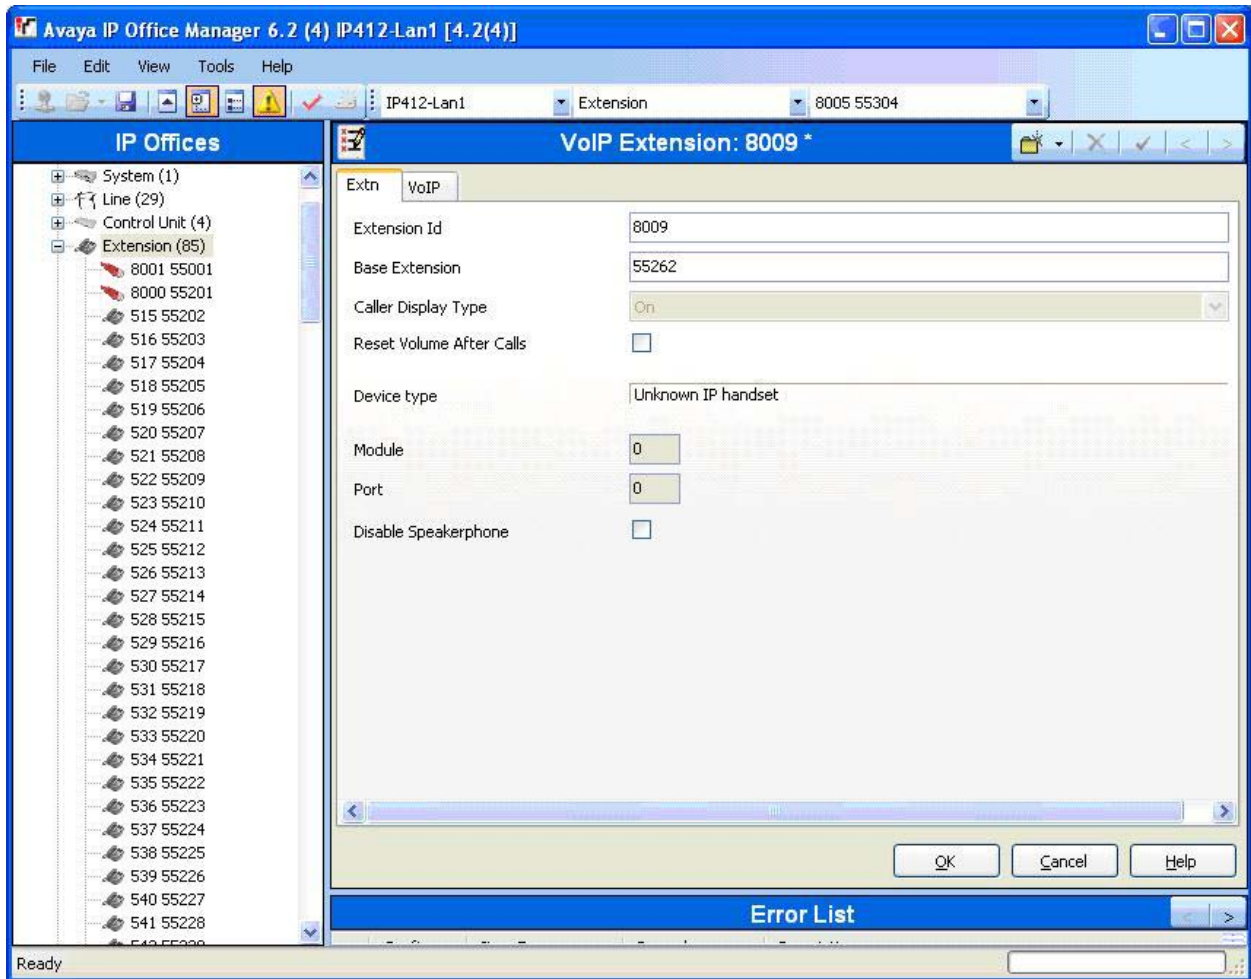 Avaya IP Office Manager 6.2 (4) IP412-Lan1 [4.2(4)]
File Edit View Tools Help
IP412-Lan1 Extension 8005 55304
IP Offices
System (1)
Line (29)
Control Unit (4)
Extension (85)
8001 55001
8000 55201
515 55202
516 55203
517 55204
518 55205
519 55206
520 55207
521 55208
522 55209
523 55210
524 55211
525 55212
526 55213
527 55214
528 55215
529 55216
530 55217
531 55218
532 55219
533 55220
534 55221
535 55222
536 55223
537 55224
538 55225
539 55226
540 55227
541 55228
VoIP Extension: 8009 *
Extn VoIP
Extension Id 8009
Base Extension 55262
Caller Display Type On
Reset Volume After Calls
Device type Unknown IP handset
Module 0
Port 0
Disable Speakerphone
OK Cancel Help
Error List
Ready